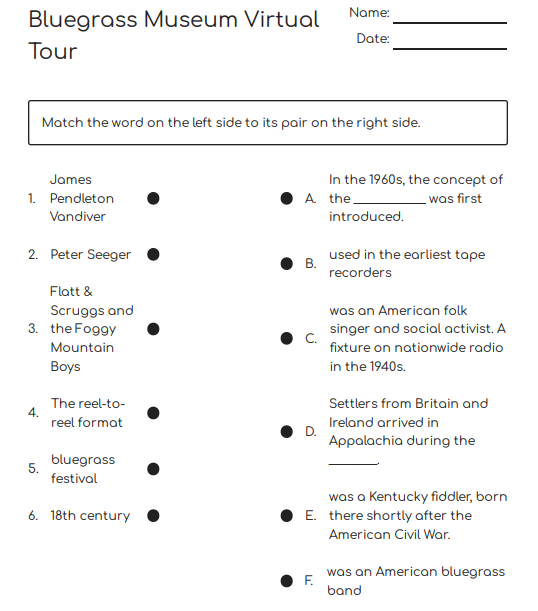 Bluegrass Museum Virtual
Tour
Name:
Date:
Match the word on the left side to its pair on the right side.
1. James
Pendleton
Vandiver
2. Peter Seeger
3. Flatt &
Scruggs and
the Foggy
Mountain
Boys
4. The reel-to-
reel format
5. bluegrass
festival
6. 18th century
A. In the 1960s, the concept of
the ___________ was first
introduced.
B. used in the earliest tape
recorders
C. was an American folk
singer and social activist. A
fixture on nationwide radio
in the 1940s.
D. Settlers from Britain and
Ireland arrived in
Appalachia during the
________.
E. was a Kentucky fiddler, born
there shortly after the
American Civil War.
F. was an American bluegrass
band